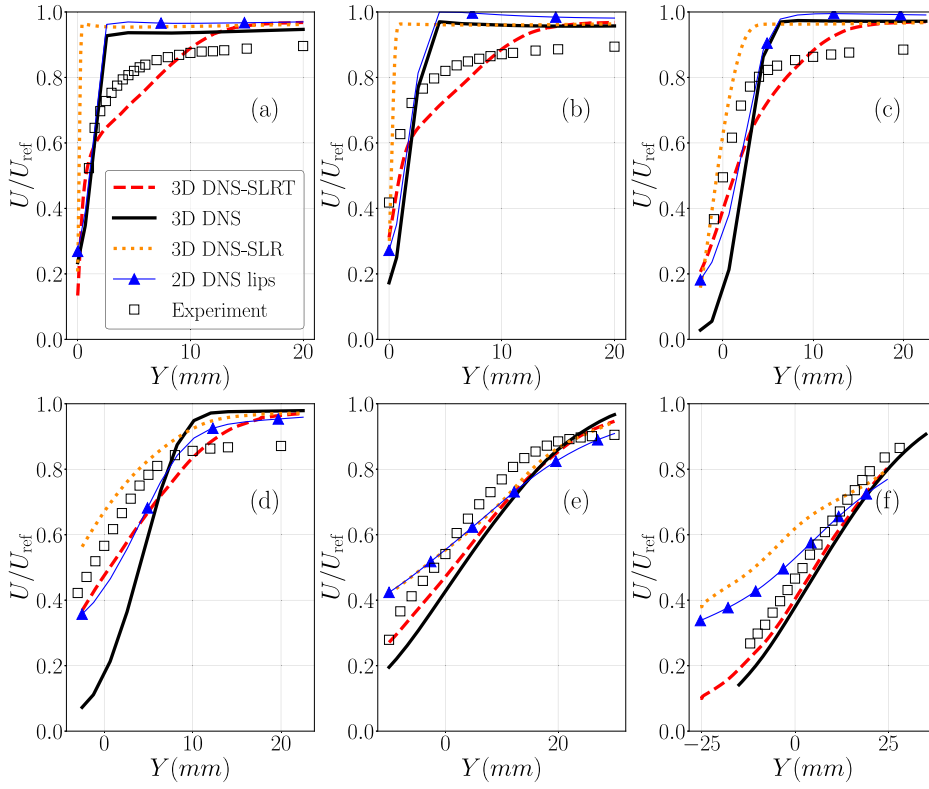 1.0
0.8
0.6
0.4
0.2
0.0
U/U_ref
0 10 20
Y(mm)
(a)
3D DNS-SLRT
3D DNS
3D DNS-SLR
2D DNS lips
Experiment
1.0
0.8
0.6
0.4
0.2
0.0
U/U_ref
0 10 20
Y(mm)
(b)
1.0
0.8
0.6
0.4
0.2
0.0
U/U_ref
0 10 20
Y(mm)
(c)
1.0
0.8
0.6
0.4
0.2
0.0
U/U_ref
0 10 20
Y(mm)
(d)
1.0
0.8
0.6
0.4
0.2
0.0
U/U_ref
0 20
Y(mm)
(e)
1.0
0.8
0.6
0.4
0.2
0.0
U/U_ref
−25 0 25
Y(mm)
(f)